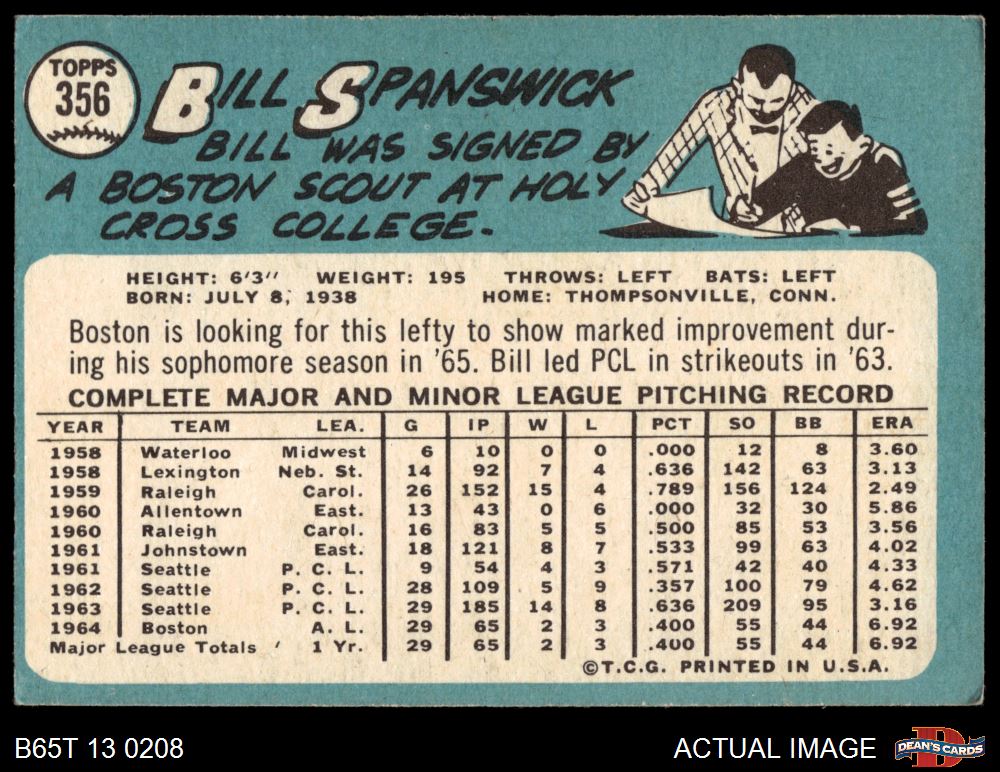 TOPPS
356
BILL SPANSWICK
BILL WAS SIGNED BY
A BOSTON SCOUT AT HOLY
CROSS COLLEGE.
HEIGHT: 6'3" WEIGHT: 195 THROWS: LEFT BATS: LEFT
BORN: JULY 8, 1938 HOME: THOMPSONVILLE, CONN.
Boston is looking for this lefty to show marked improvement dur-
ing his sophomore season in '65. Bill led PCL in strikeouts in '63.
COMPLETE MAJOR AND MINOR LEAGUE PITCHING RECORD
YEAR TEAM LEA. G IP W L PCT SO BB ERA
1958 Waterloo Midwest 6 10 0 0 .000 12 8 3.60
1958 Lexington Neb. St. 14 92 7 4 .636 142 63 3.13
1959 Raleigh Carol. 26 152 15 4 .789 156 124 2.49
1960 Allentown East. 13 43 0 6 .000 32 30 5.86
1960 Raleigh Carol. 16 83 5 5 .500 85 53 3.56
1961 Johnstown East. 18 121 8 7 .533 99 63 4.02
1961 Seattle P. C. L. 9 54 4 3 .571 42 40 4.33
1962 Seattle P. C. L. 28 109 5 9 .357 100 79 4.62
1963 Seattle P. C. L. 29 185 14 8 .636 209 95 3.16
1964 Boston A. L. 29 65 2 3 .400 55 44 6.92
Major League Totals 1 Yr. 29 65 2 3 .400 55 44 6.92
©T.C.G. PRINTED IN U.S.A.
B65T 13 0208
ACTUAL IMAGE
D
DEAN'S CARDS